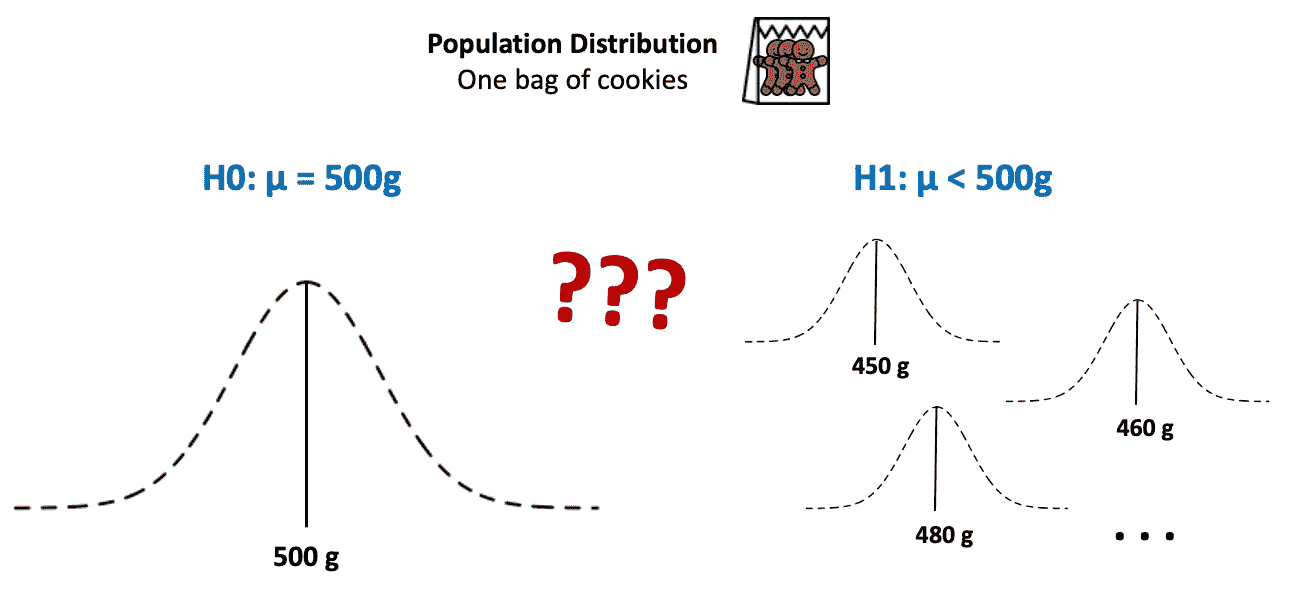 Population Distribution
One bag of cookies
H0: µ = 500g
H1: µ < 500g
???
450 g
460 g
480 g
500 g
...